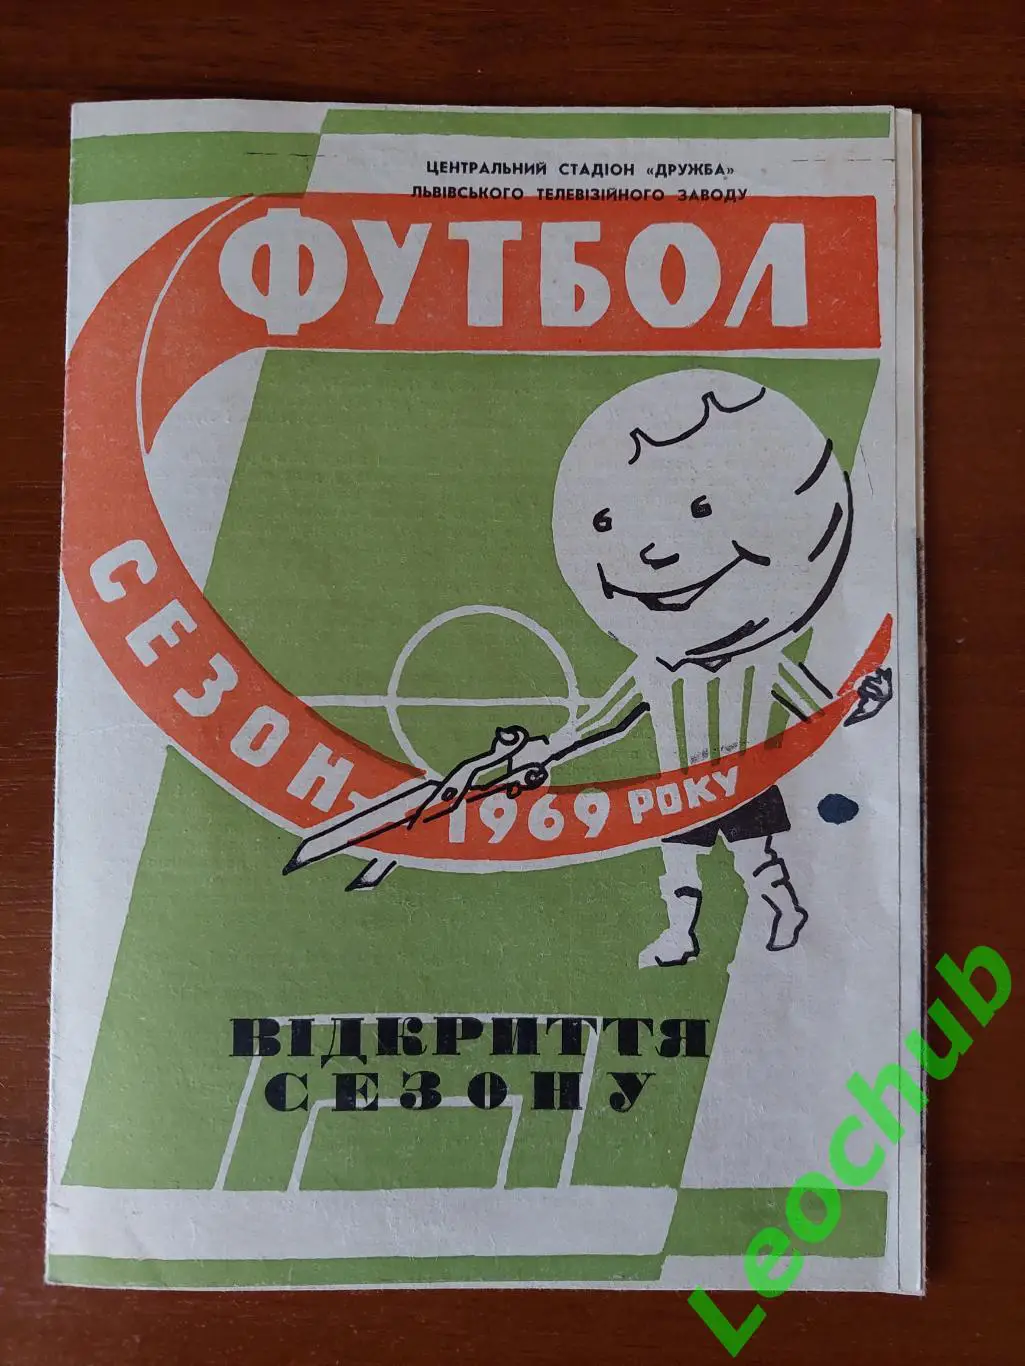 ЦЕНТРАЛЬНИЙ СТАДІОН «ДРУЖБА»
ЛЬВІВСЬКОГО ТЕЛЕВІЗІЙНОГО ЗАВОДУ
ФУТБОЛ
СЕЗОН
1969 РОКУ
ВІДКРИТТЯ
СЕЗОНУ
Leochub